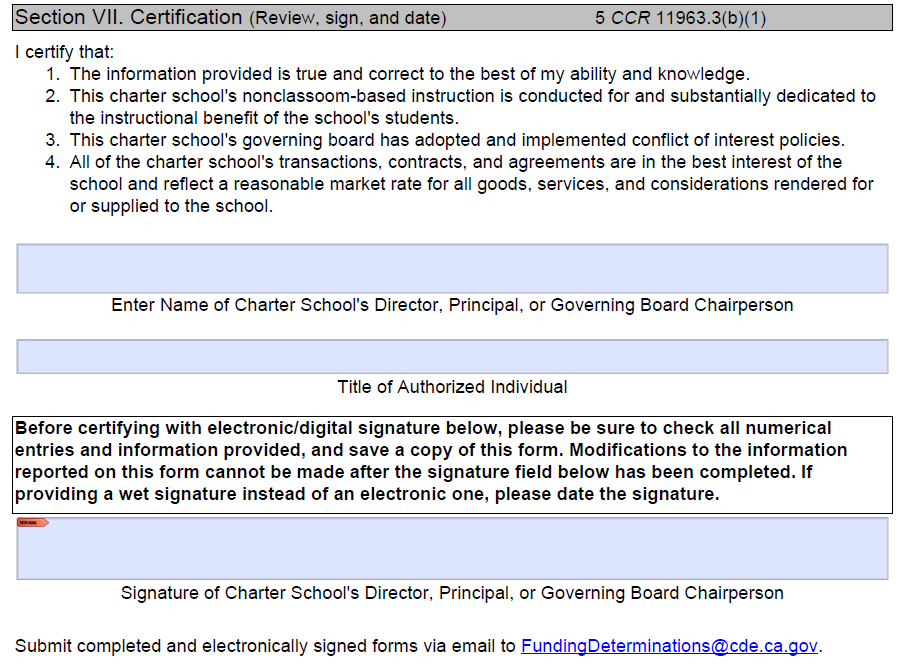 Section VII. Certification (Review, sign, and date) 5 CCR 11963.3(b)(1)
I certify that:
1. The information provided is true and correct to the best of my ability and knowledge.
2. This charter school's nonclassoom-based instruction is conducted for and substantially dedicated to
the instructional benefit of the school's students.
3. This charter school's governing board has adopted and implemented conflict of interest policies.
4. All of the charter school's transactions, contracts, and agreements are in the best interest of the
school and reflect a reasonable market rate for all goods, services, and considerations rendered for
or supplied to the school.
Enter Name of Charter School's Director, Principal, or Governing Board Chairperson
Title of Authorized Individual
Before certifying with electronic/digital signature below, please be sure to check all numerical
entries and information provided, and save a copy of this form. Modifications to the information
reported on this form cannot be made after the signature field below has been completed. If
providing a wet signature instead of an electronic one, please date the signature.
Signature of Charter School's Director, Principal, or Governing Board Chairperson
Submit completed and electronically signed forms via email to FundingDeterminations@cde.ca.gov.